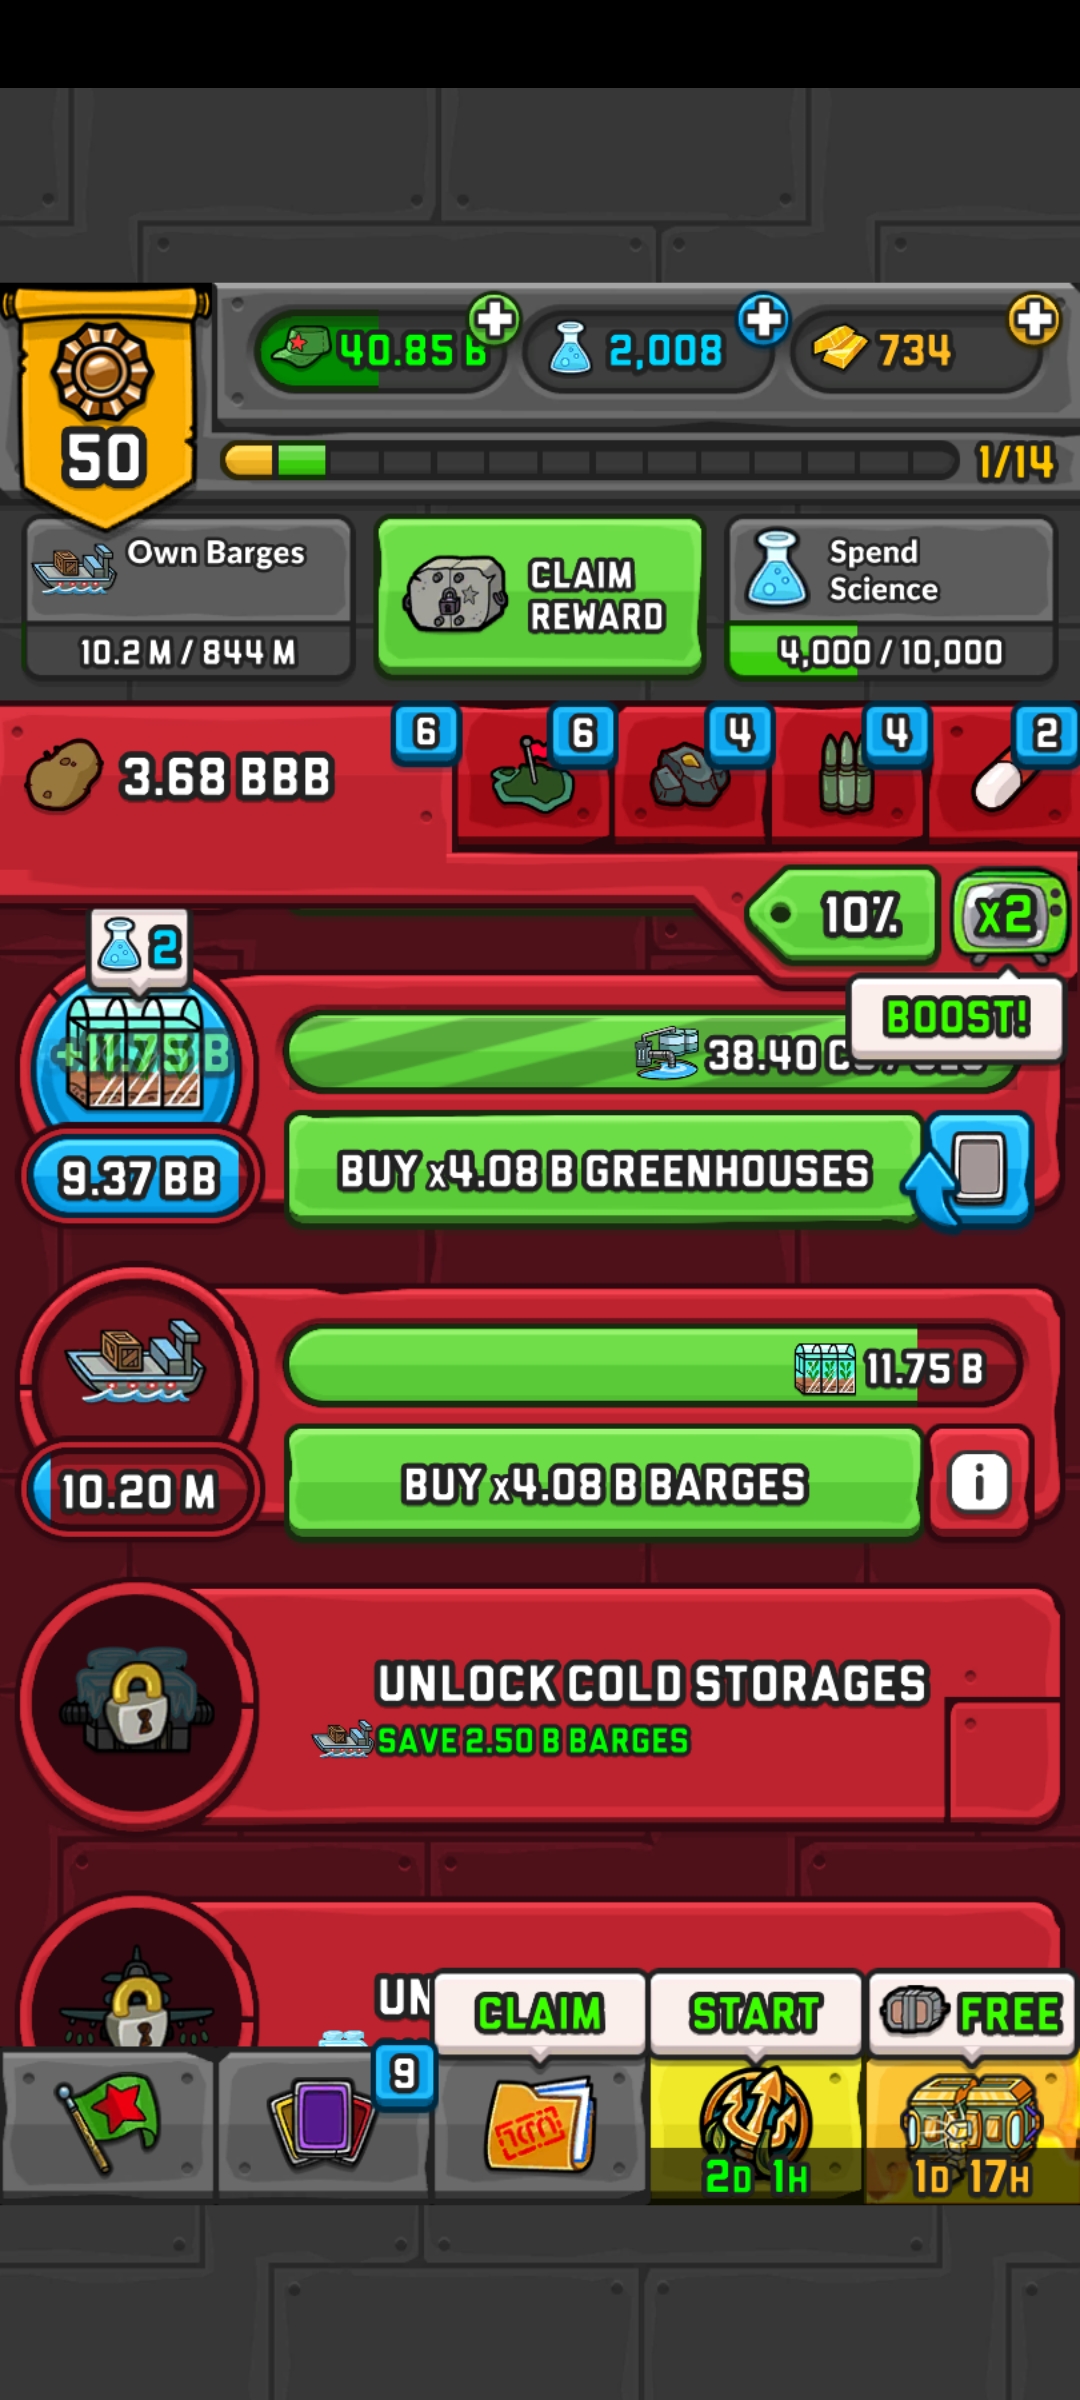 40.85 B
2,008
734
50
1/14
Own Barges
10.2 M / 844 M
CLAIM
REWARD
Spend
Science
4,000 / 10,000
3.68 BBB
6
6
4
4
2
10%
x2
BOOST!
2
+11.75 B
38.40
9.37 BB
BUY x4.08 B GREENHOUSES
11.75 B
10.20 M
BUY x4.08 B BARGES
i
UNLOCK COLD STORAGES
SAVE 2.50 B BARGES
UN
CLAIM
START
FREE
9
2D 1H
1D 17H